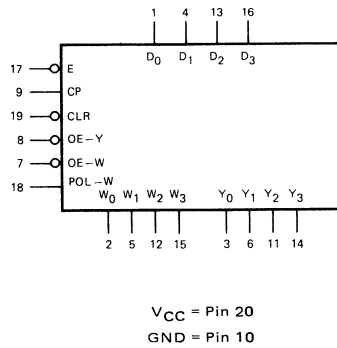 1 4 13 16
D0 D1 D2 D3
17 E
9 CP
19 CLR
8 OE-Y
7 OE-W
18 POL-W
W0 W1 W2 W3 Y0 Y1 Y2 Y3
2 5 12 15 3 6 11 14
VCC = Pin 20
GND = Pin 10